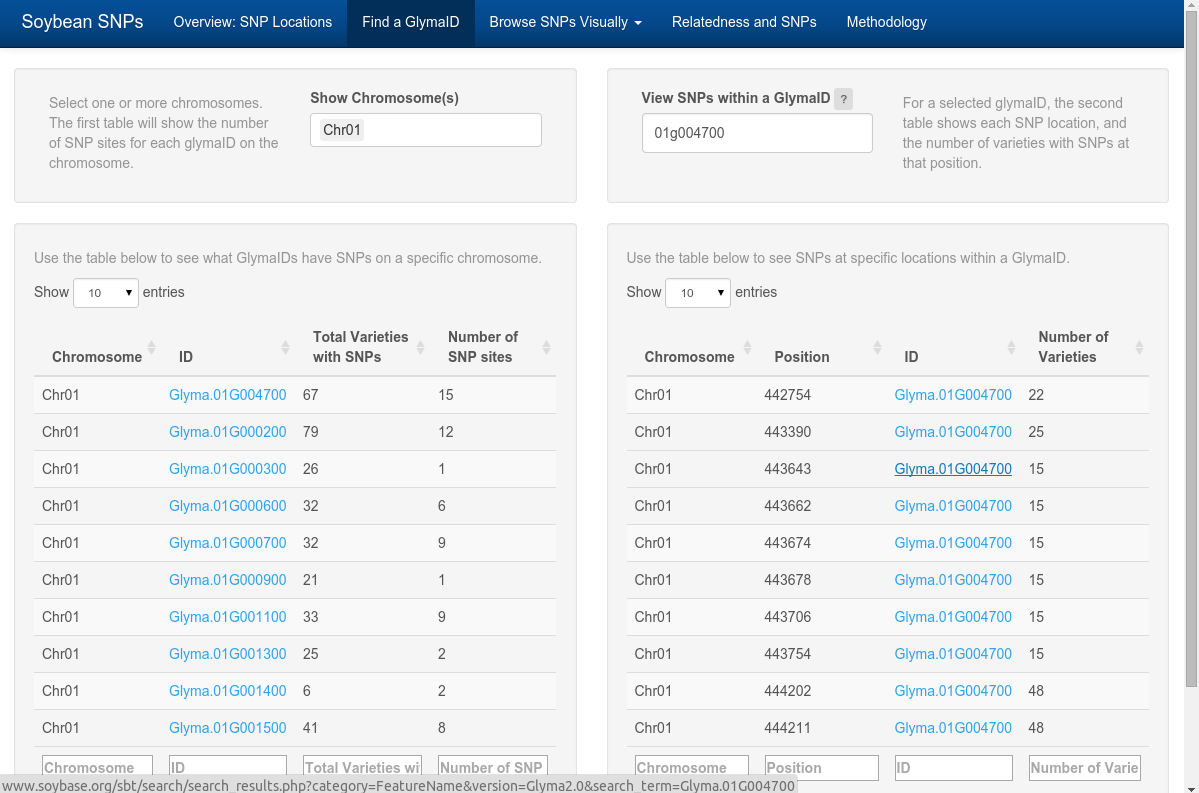 Soybean SNPs Overview: SNP Locations Find a GlymaID Browse SNPs Visually Relatedness and SNPs Methodology
Select one or more chromosomes.
The first table will show the number
of SNP sites for each glymaID on the
chromosome.
Show Chromosome(s)
Chr01
View SNPs within a GlymaID ?
01g004700
For a selected glymaID, the second
table shows each SNP location, and
the number of varieties with SNPs at
that position.
Use the table below to see what GlymaIDs have SNPs on a specific chromosome.
Show 10 entries
Chromosome ID Total Varieties with SNPs Number of SNP sites
Chr01 Glyma.01G004700 67 15
Chr01 Glyma.01G000200 79 12
Chr01 Glyma.01G000300 26 1
Chr01 Glyma.01G000600 32 6
Chr01 Glyma.01G000700 32 9
Chr01 Glyma.01G000900 21 1
Chr01 Glyma.01G001100 33 9
Chr01 Glyma.01G001300 25 2
Chr01 Glyma.01G001400 6 2
Chr01 Glyma.01G001500 41 8
Chromosome ID Total Varieties wi Number of SNP
Use the table below to see SNPs at specific locations within a GlymaID.
Show 10 entries
Chromosome Position ID Number of Varieties
Chr01 442754 Glyma.01G004700 22
Chr01 443390 Glyma.01G004700 25
Chr01 443643 Glyma.01G004700 15
Chr01 443662 Glyma.01G004700 15
Chr01 443674 Glyma.01G004700 15
Chr01 443678 Glyma.01G004700 15
Chr01 443706 Glyma.01G004700 15
Chr01 443754 Glyma.01G004700 15
Chr01 444202 Glyma.01G004700 48
Chr01 444211 Glyma.01G004700 48
Chromosome Position ID Number of Varie
www.soybase.org/sbt/search/search_results.php?category=FeatureName&version=Glyma2.0&search_term=Glyma.01G004700